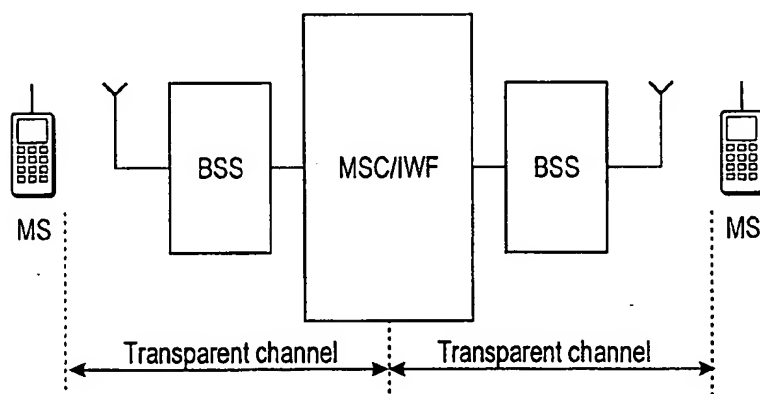 BSS
MSC/IWF
BSS
MS
MS
Transparent channel
Transparent channel